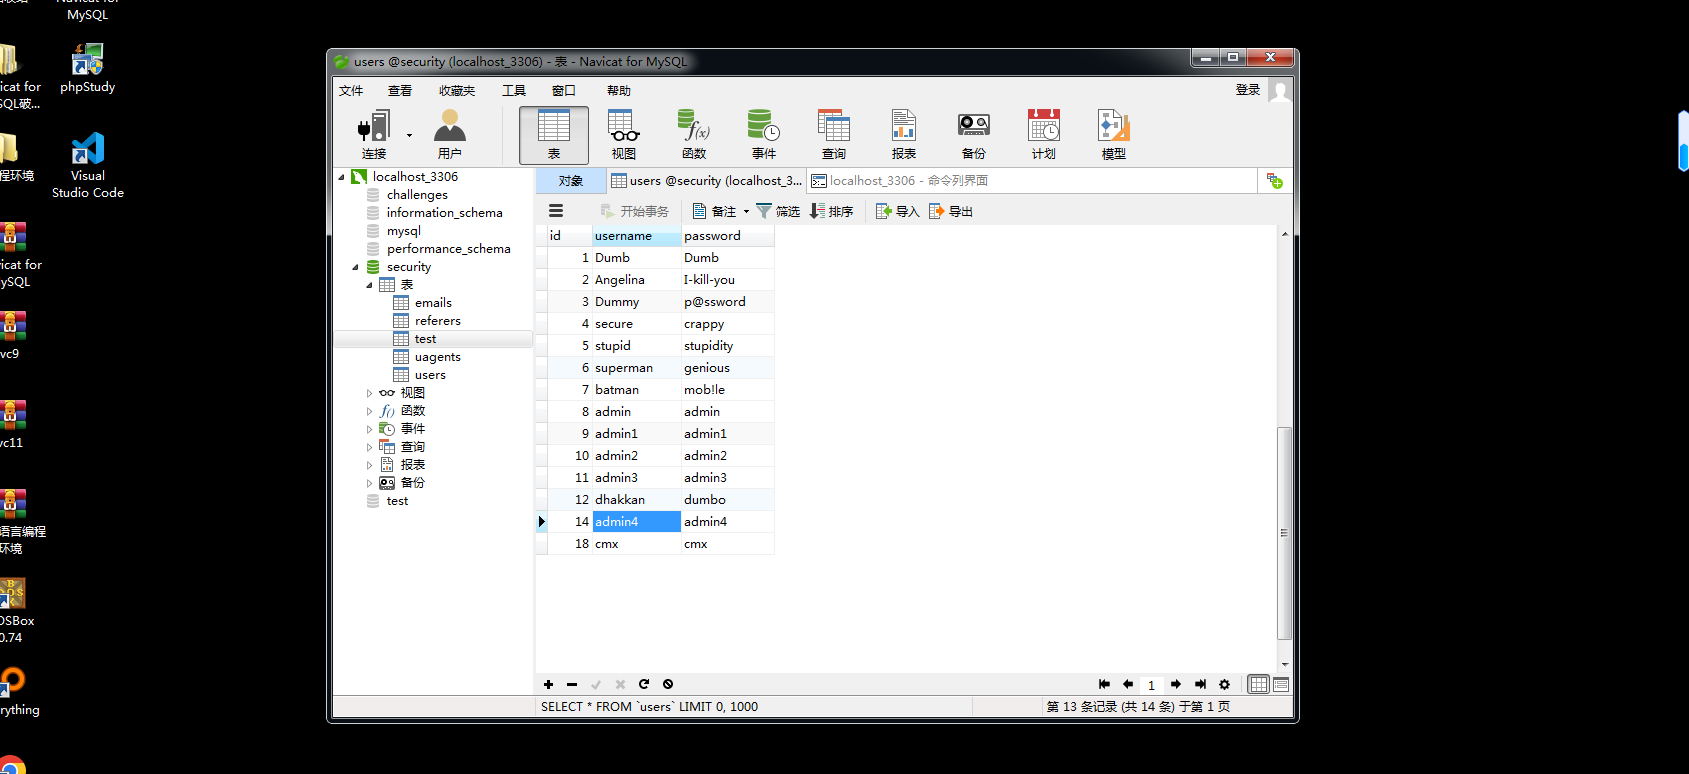 MySQL
icat for
SQL破...
phpStudy
程环境
Visual
Studio Code
icat for
ySQL
vc9
vc11
语言编程
环境
OSBox
0.74
rything
users @security (localhost_3306) - 表 - Navicat for MySQL
文件 查看 收藏夹 工具 窗口 帮助 登录
连接 用户 表 视图 函数 事件 查询 报表 备份 计划 模型
localhost_3306
challenges
information_schema
mysql
performance_schema
security
表
emails
referers
test
uagents
users
视图
函数
事件
查询
报表
备份
test
对象 users @security (localhost_3... localhost_3306 - 命令列界面
开始事务 备注 筛选 排序 导入 导出
id username password
1 Dumb Dumb
2 Angelina I-kill-you
3 Dummy p@ssword
4 secure crappy
5 stupid stupidity
6 superman genious
7 batman mob!le
8 admin admin
9 admin1 admin1
10 admin2 admin2
11 admin3 admin3
12 dhakkan dumbo
14 admin4 admin4
18 cmx cmx
1
SELECT * FROM `users` LIMIT 0, 1000
第 13 条记录 (共 14 条) 于第 1 页